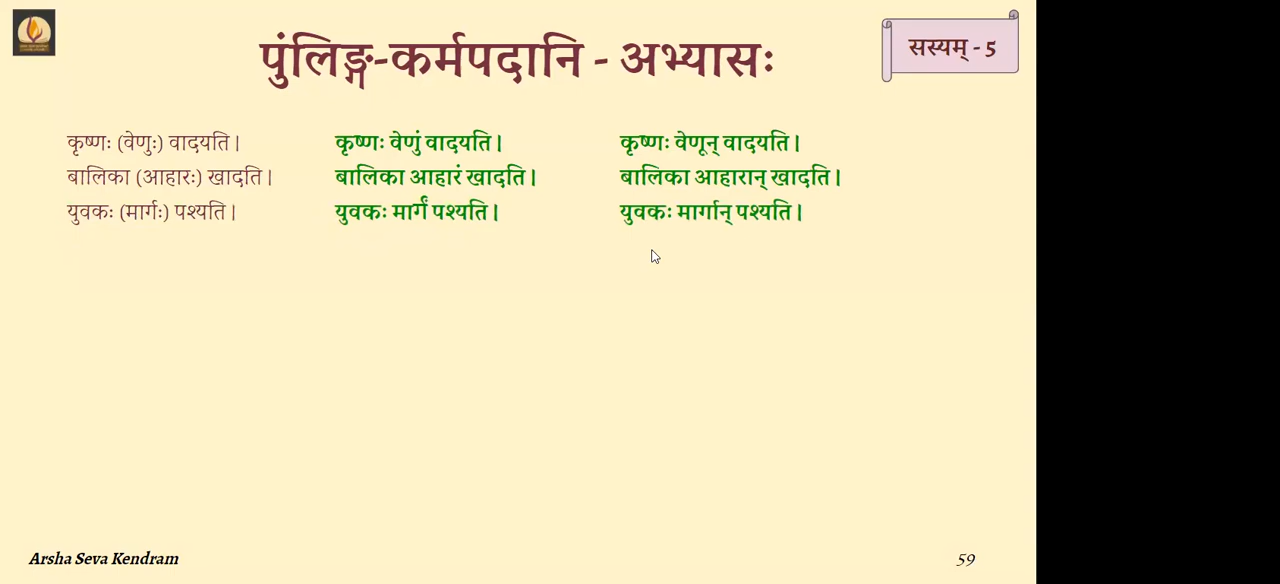 पुंलिङ्ग-कर्मपदानि - अभ्यासः
सस्यम् - 5
कृष्णः (वेणुः) वादयति। कृष्णः वेणुं वादयति। कृष्णः वेणून् वादयति।
बालिका (आहारः) खादति। बालिका आहारं खादति। बालिका आहारान् खादति।
युवकः (मार्गः) पश्यति। युवकः मार्गं पश्यति। युवकः मार्गान् पश्यति।
Arsha Seva Kendram
59